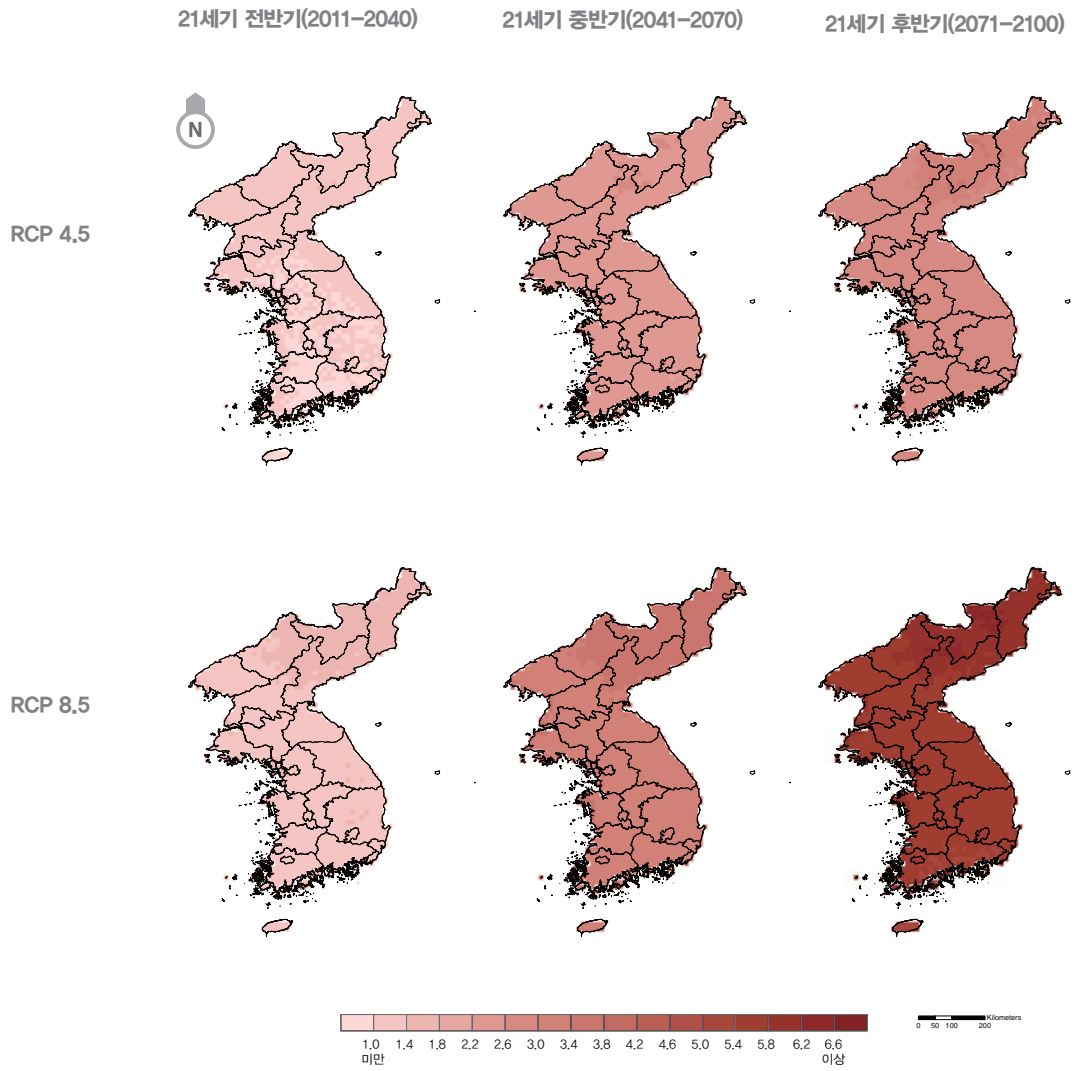 21세기 전반기(2011-2040)
21세기 중반기(2041-2070)
21세기 후반기(2071-2100)
N
RCP 4.5
RCP 8.5
1.0 1.4 1.8 2.2 2.6 3.0 3.4 3.8 4.2 4.6 5.0 5.4 5.8 6.2 6.6
미만 이상
Kilometers
0 50 100 200